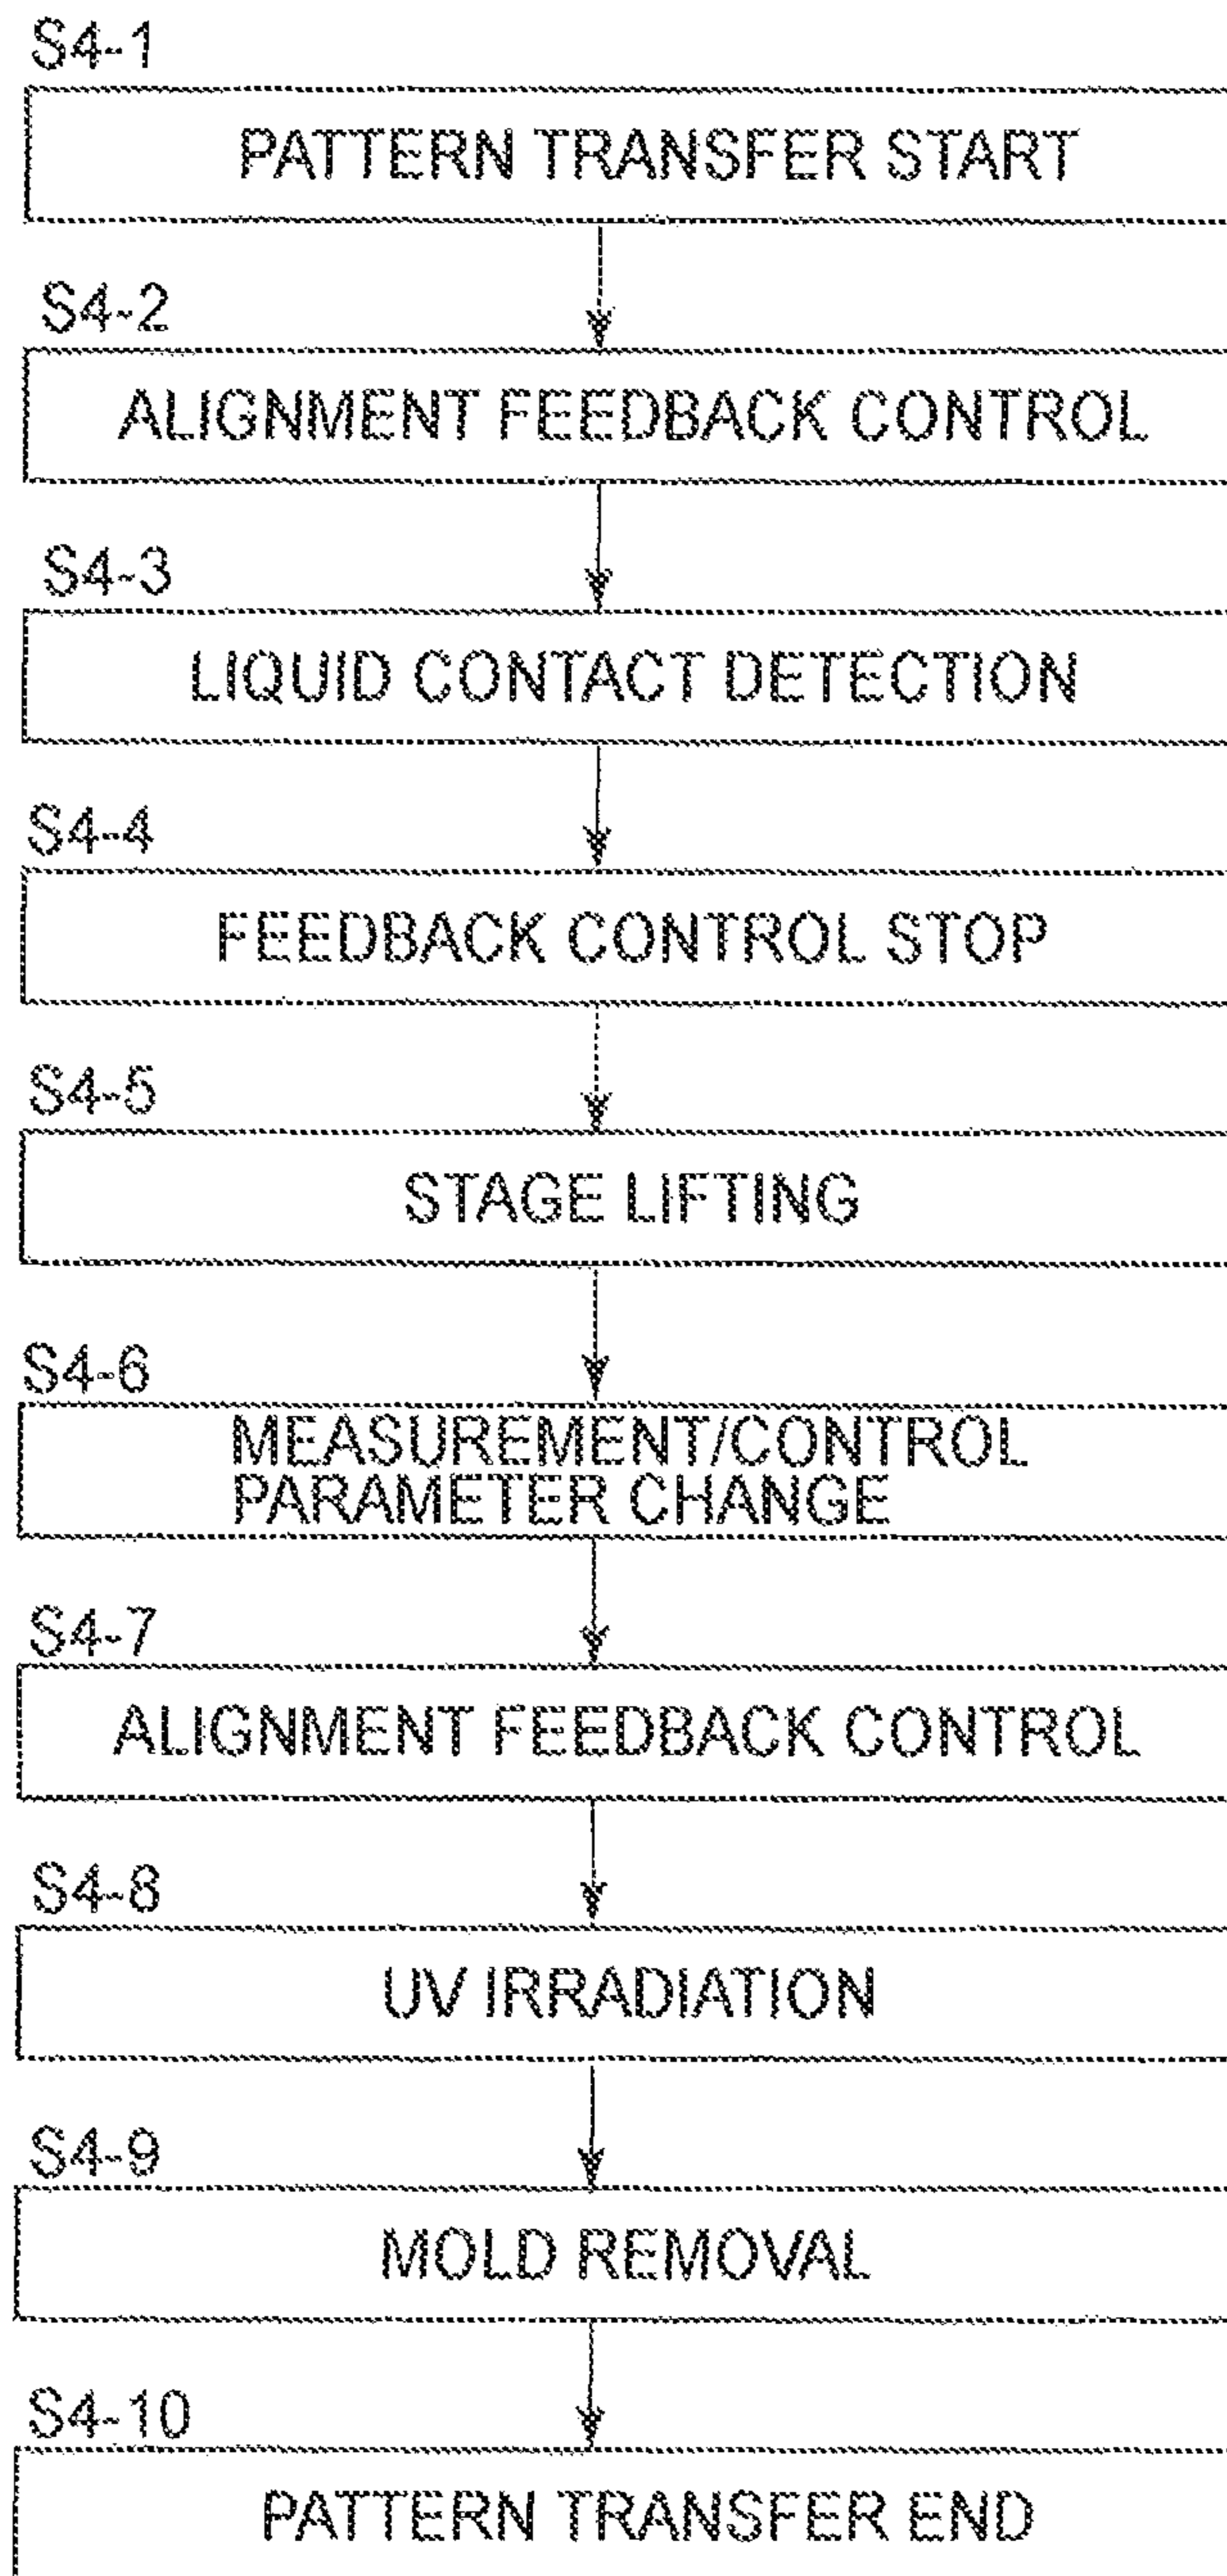 S4-1
PATTERN TRANSFER START
S4-2
ALIGNMENT FEEDBACK CONTROL
S4-3
LIQUID CONTACT DETECTION
S4-4
FEEDBACK CONTROL STOP
S4-5
STAGE LIFTING
S4-6
MEASUREMENT/CONTROL
PARAMETER CHANGE
S4-7
ALIGNMENT FEEDBACK CONTROL
S4-8
UV IRRADIATION
S4-9
MOLD REMOVAL
S4-10
PATTERN TRANSFER END